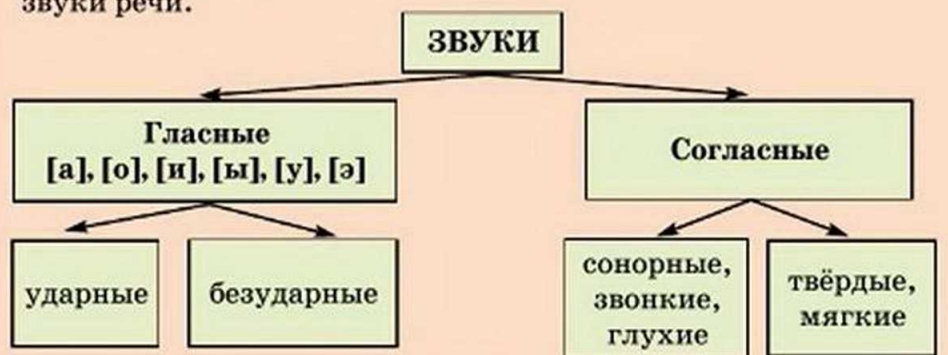 звуки речи.
ЗВУКИ
Гласные
[а], [о], [и], [ы], [у], [э]
Согласные
ударные
безударные
сонорные,
звонкие,
глухие
твёрдые,
мягкие